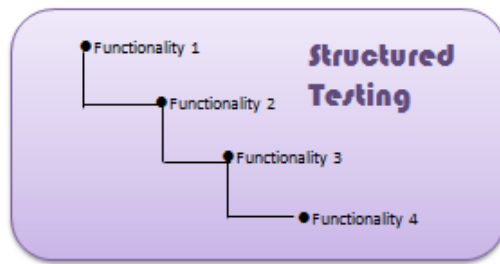 Functionality 1
Structured
Testing
Functionality 2
Functionality 3
Functionality 4